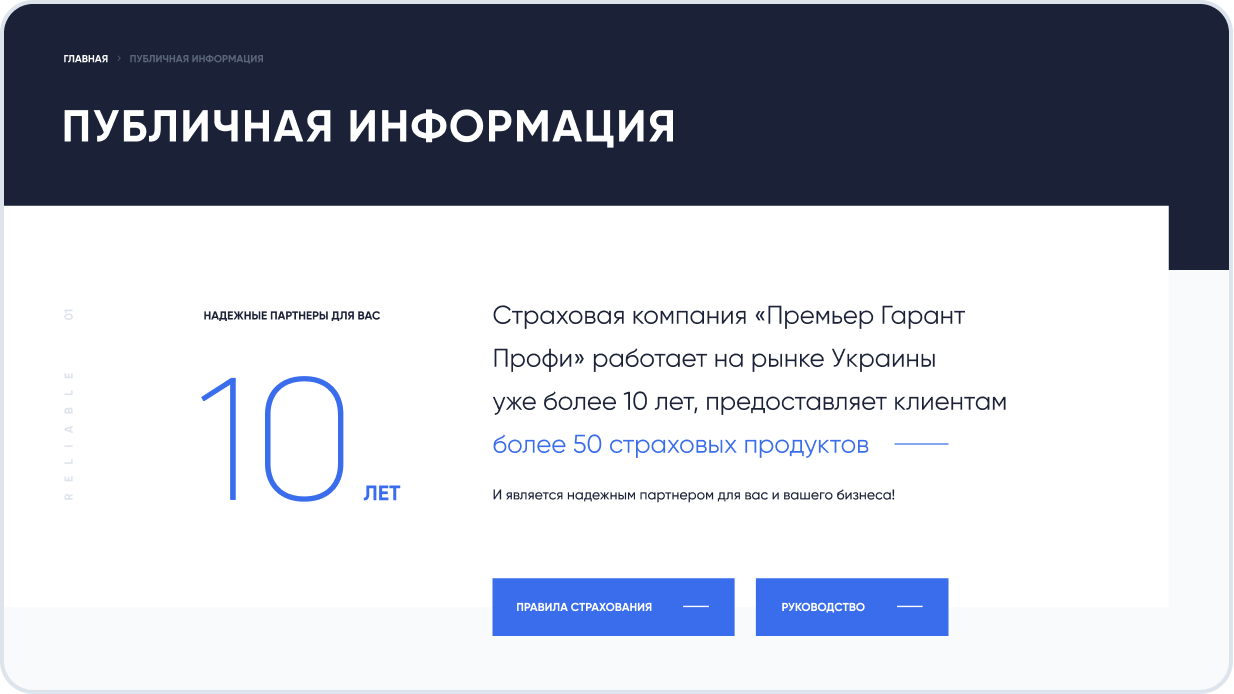 ГЛАВНАЯ > ПУБЛИЧНАЯ ИНФОРМАЦИЯ
ПУБЛИЧНАЯ ИНФОРМАЦИЯ
RELIABLE 01
НАДЕЖНЫЕ ПАРТНЕРЫ ДЛЯ ВАС
10 ЛЕТ
Страховая компания «Премьер Гарант
Профи» работает на рынке Украины
уже более 10 лет, предоставляет клиентам
более 50 страховых продуктов
И является надежным партнером для вас и вашего бизнеса!
ПРАВИЛА СТРАХОВАНИЯ
РУКОВОДСТВО